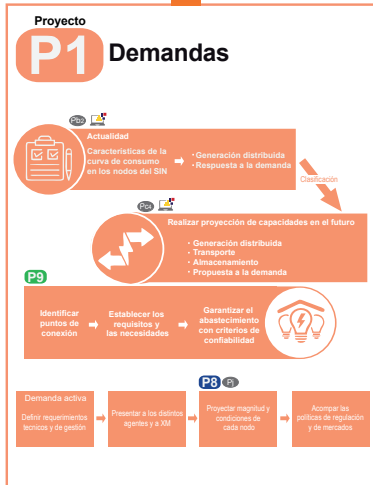 Proyecto
P1 Demandas
Pb2
Actualidad
Características de la
curva de consumo
en los nodos del SIN
· Generación distribuida
· Respuesta a la demanda
Clasificación
Pc4
Realizar proyección de capacidades en el futuro
· Generación distribuida
· Transporte
· Almacenamiento
· Propuesta a la demanda
P9
Identificar
puntos de
conexión
Establecer los
requisitos y
las necesidades
Garantizar el
abastecimiento
con criterios de
confiabilidad
P8 Pj
Demanda activa
Definir requerimientos
tecnicos y de gestión
Presentar a los distintos
agentes y a XM
Proyectar magnitud y
condiciones de
cada nodo
Acompar las
políticas de regulación
y de mercados